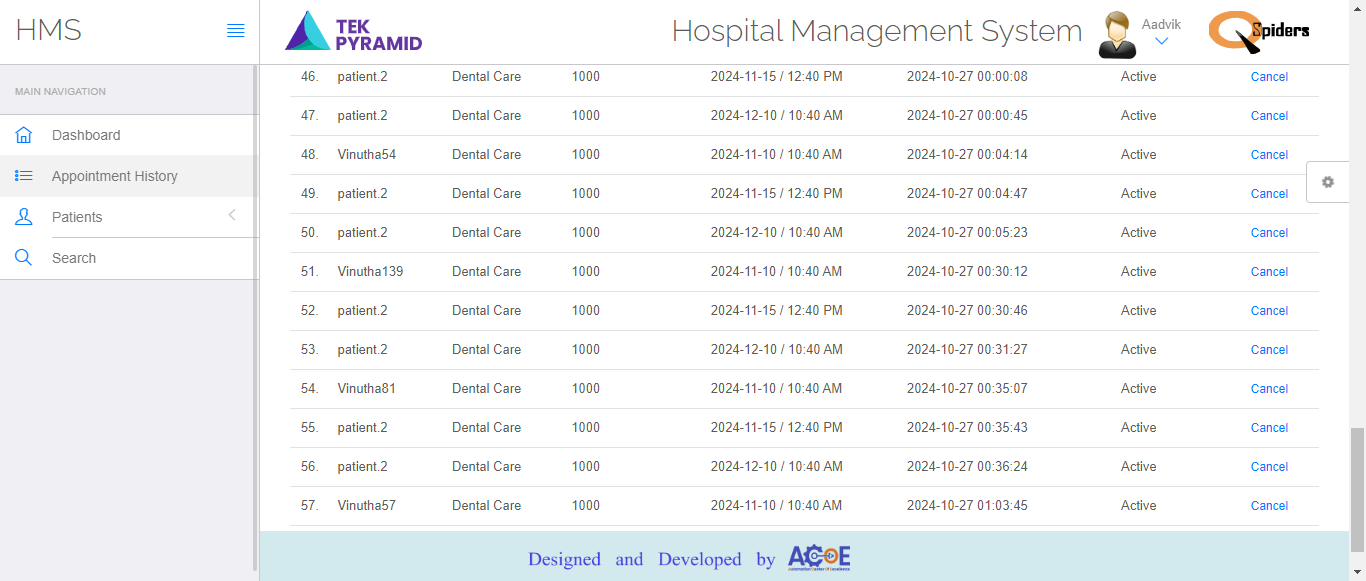 HMS
TEK PYRAMID
Hospital Management System
Aadvik
Spiders
MAIN NAVIGATION
Dashboard
Appointment History
Patients
Search
46. patient.2 Dental Care 1000 2024-11-15 / 12:40 PM 2024-10-27 00:00:08 Active Cancel
47. patient.2 Dental Care 1000 2024-12-10 / 10:40 AM 2024-10-27 00:00:45 Active Cancel
48. Vinutha54 Dental Care 1000 2024-11-10 / 10:40 AM 2024-10-27 00:04:14 Active Cancel
49. patient.2 Dental Care 1000 2024-11-15 / 12:40 PM 2024-10-27 00:04:47 Active Cancel
50. patient.2 Dental Care 1000 2024-12-10 / 10:40 AM 2024-10-27 00:05:23 Active Cancel
51. Vinutha139 Dental Care 1000 2024-11-10 / 10:40 AM 2024-10-27 00:30:12 Active Cancel
52. patient.2 Dental Care 1000 2024-11-15 / 12:40 PM 2024-10-27 00:30:46 Active Cancel
53. patient.2 Dental Care 1000 2024-12-10 / 10:40 AM 2024-10-27 00:31:27 Active Cancel
54. Vinutha81 Dental Care 1000 2024-11-10 / 10:40 AM 2024-10-27 00:35:07 Active Cancel
55. patient.2 Dental Care 1000 2024-11-15 / 12:40 PM 2024-10-27 00:35:43 Active Cancel
56. patient.2 Dental Care 1000 2024-12-10 / 10:40 AM 2024-10-27 00:36:24 Active Cancel
57. Vinutha57 Dental Care 1000 2024-11-10 / 10:40 AM 2024-10-27 01:03:45 Active Cancel
Designed and Developed by ACoE
Automation Center Of Excellence